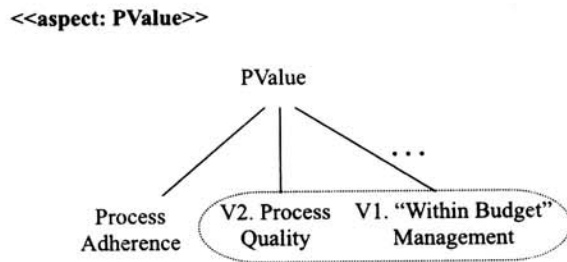 <<aspect: PValue>>
PValue
...
Process
Adherence
V2. Process
Quality
V1. “Within Budget”
Management